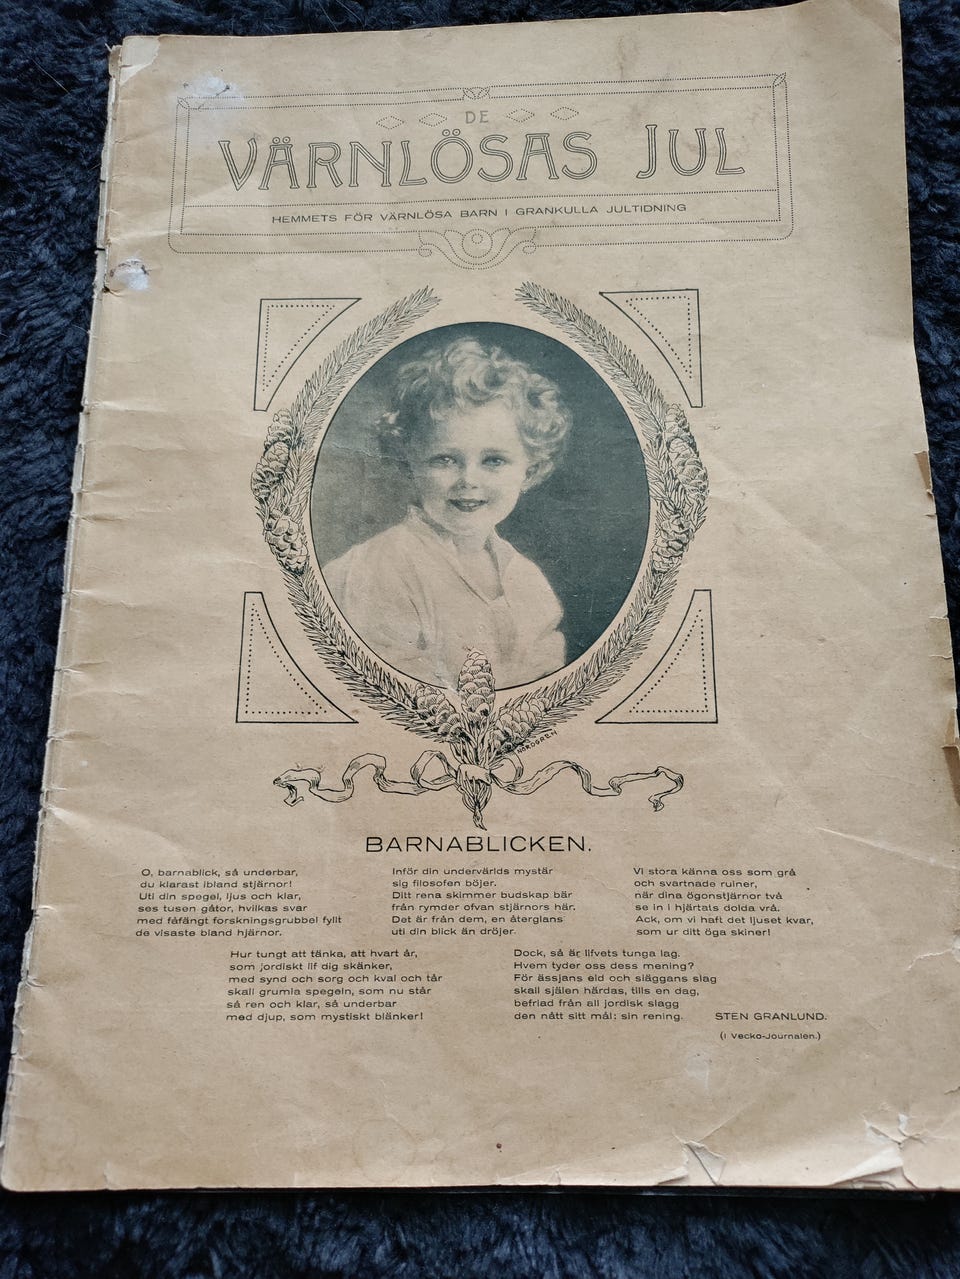 DE
VÄRNLÖSAS JUL
HEMMETS FÖR VÄRNLÖSA BARN I GRANKULLA JULTIDNING
NORDGREN
BARNABLICKEN.
O, barnablick, så underbar,
du klarast ibland stjärnor!
Uti din spegel, ljus och klar,
ses tusen gåtor, hvilkas svar
med fåfängt forskningsgrubbel fyllt
de visaste bland hjärnor.
Inför din undervärlds mystär
sig filosofen böjer.
Ditt rena skimmer budskap bär
från rymder ofvan stjärnors här.
Det är från dem, en återglans
uti din blick än dröjer.
Vi stora känna oss som grå
och svartnade ruiner,
när dina ögonstjärnor två
se in i hjärtats dolda vrå.
Ack, om vi haft det ljuset kvar,
som ur ditt öga skiner!
Hur tungt att tänka, att hvart år,
som jordiskt lif dig skänker,
med synd och sorg och kval och tår
skall grumla spegeln, som nu står
så ren och klar, så underbar
med djup, som mystiskt blänker!
Dock, så är lifvets tunga lag.
Hvem tyder oss dess mening?
För ässjans eld och släggans slag
skall själen härdas, tills en dag,
befriad från all jordisk slagg
den nått sitt mål: sin rening.
STEN GRANLUND.
(I Vecko-Journalen.)